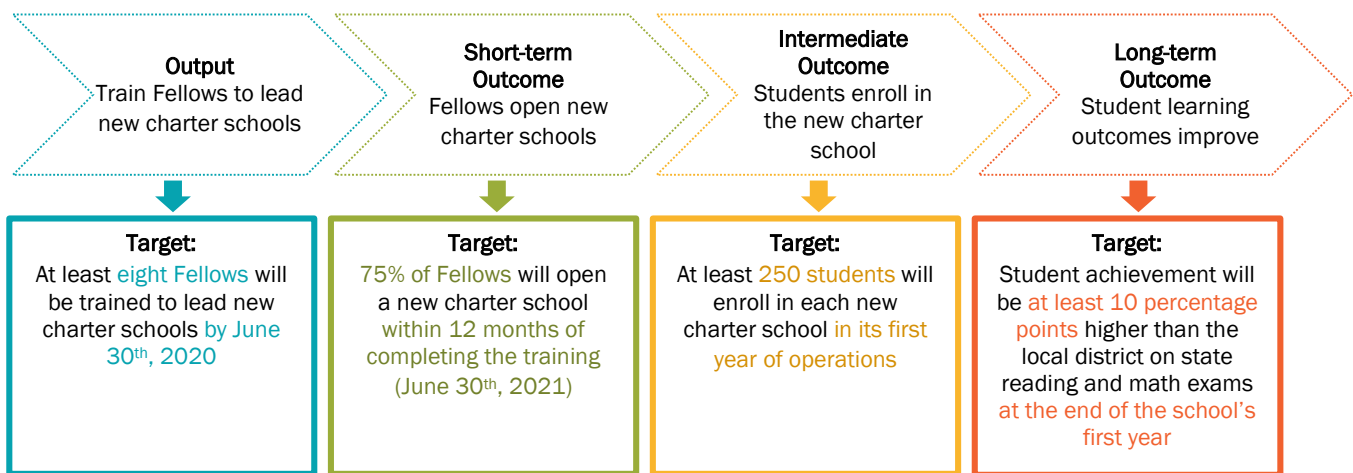 Output
Train Fellows to lead
new charter schools
Short-term
Outcome
Fellows open new
charter schools
Intermediate
Outcome
Students enroll in
the new charter
school
Long-term
Outcome
Student learning
outcomes improve
Target:
At least eight Fellows will
be trained to lead new
charter schools by June
30th, 2020
Target:
75% of Fellows will open
a new charter school
within 12 months of
completing the training
(June 30th, 2021)
Target:
At least 250 students will
enroll in each new
charter school in its first
year of operations
Target:
Student achievement will
be at least 10 percentage
points higher than the
local district on state
reading and math exams
at the end of the school’s
first year